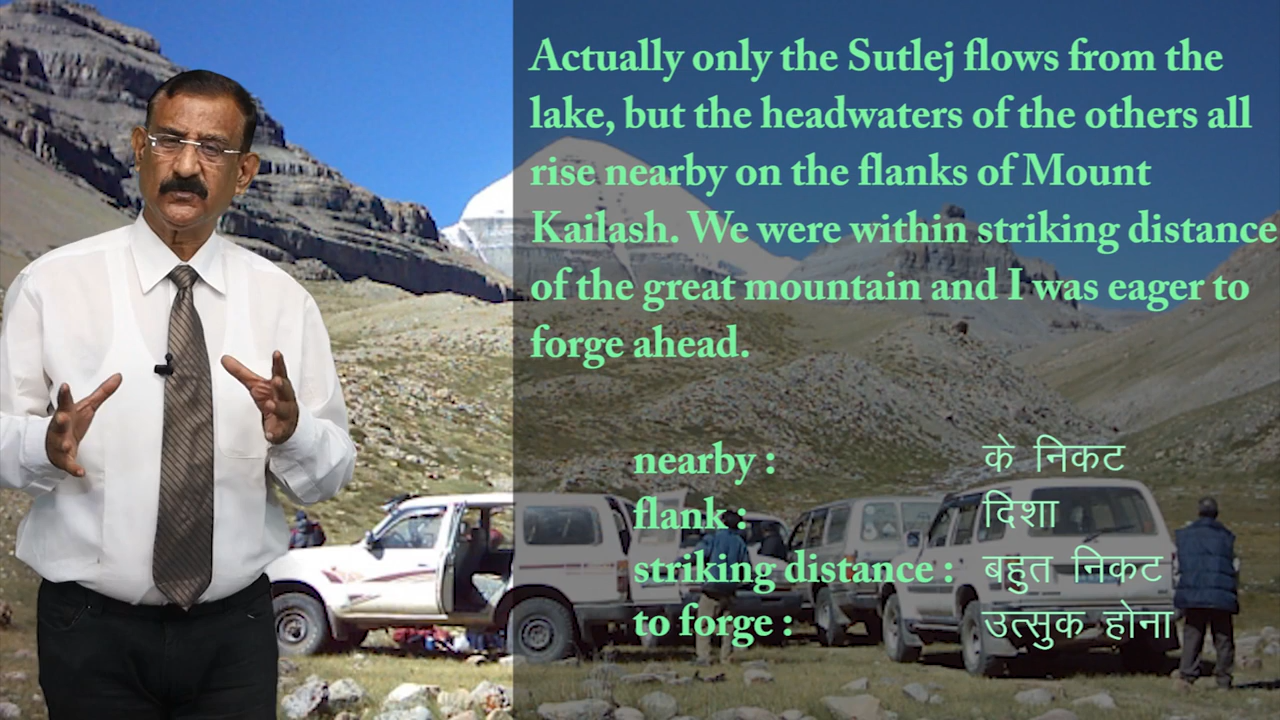 Actually only the Sutlej flows from the
lake, but the headwaters of the others all
rise nearby on the flanks of Mount
Kailash. We were within striking distance
of the great mountain and I was eager to
forge ahead.
nearby : के निकट
flank : दिशा
striking distance : बहुत निकट
to forge : उत्सुक होना